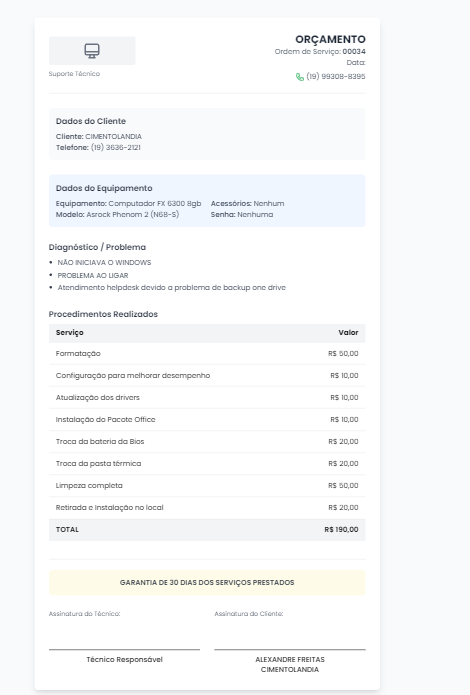 ORÇAMENTO
Ordem de Serviço: 00034
Data:
(19) 99308-8395
Suporte Técnico
Dados do Cliente
Cliente: CIMENTOLANDIA
Telefone: (19) 3636-2121
Dados do Equipamento
Equipamento: Computador FX 6300 8gb Acessórios: Nenhum
Modelo: Asrock Phenom 2 (N68-S) Senha: Nenhuma
Diagnóstico / Problema
• NÃO INICIAVA O WINDOWS
• PROBLEMA AO LIGAR
• Atendimento helpdesk devido a problema de backup one drive
Procedimentos Realizados
Serviço Valor
Formatação R$ 50,00
Configuração para melhorar desempenho R$ 10,00
Atualização dos drivers R$ 10,00
Instalação do Pacote Office R$ 10,00
Troca da bateria da Bios R$ 20,00
Troca da pasta térmica R$ 20,00
Limpeza completa R$ 50,00
Retirada e Instalação no local R$ 20,00
TOTAL R$ 190,00
GARANTIA DE 30 DIAS DOS SERVIÇOS PRESTADOS
Assinatura do Técnico: Assinatura do Cliente:
Técnico Responsável ALEXANDRE FREITAS
CIMENTOLANDIA